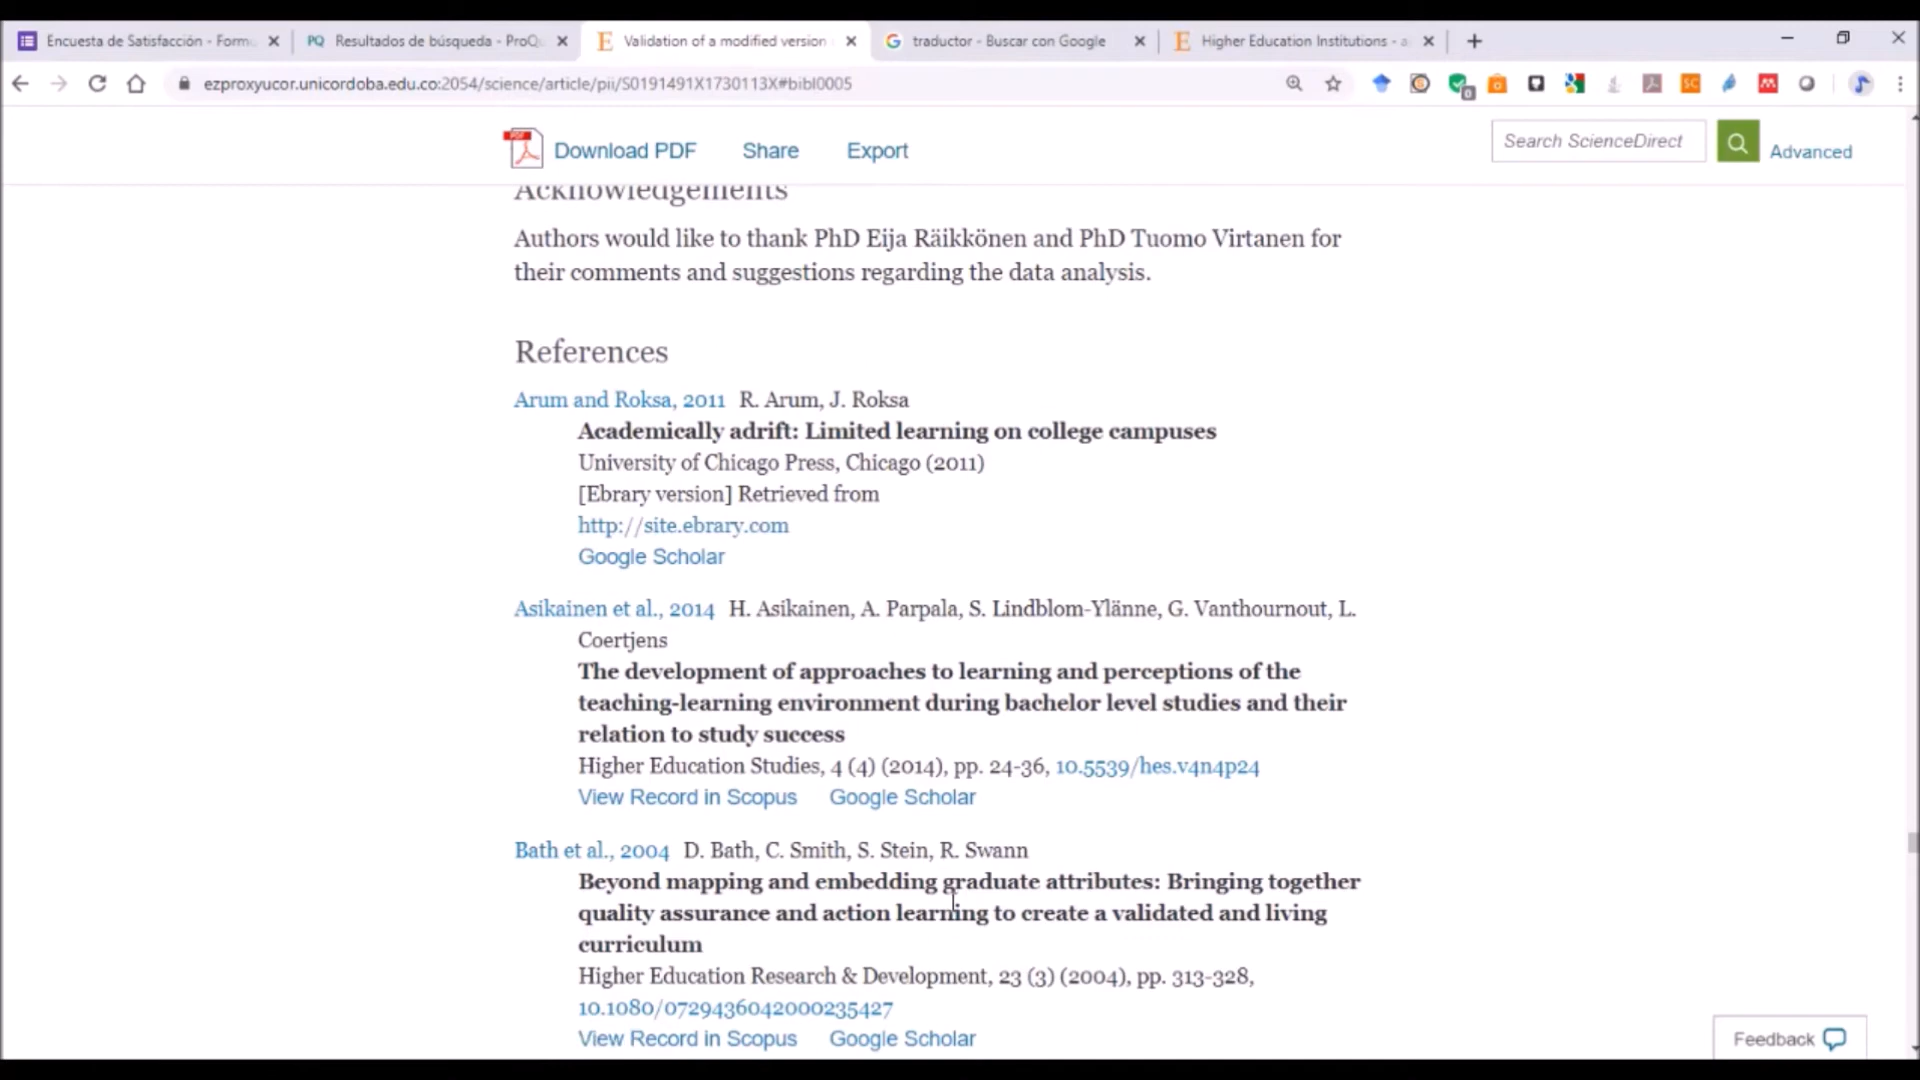 Encuesta de Satisfacción - Form
Resultados de búsqueda - ProQ
Validation of a modified version
traductor - Buscar con Google
Higher Education Institutions - a
ezproxyucor.unicordoba.edu.co:2054/science/article/pii/S0191491X1730113X#bibl0005
Download PDF Share Export
Search ScienceDirect
Advanced
Acknowledgements
Authors would like to thank PhD Eija Räikkönen and PhD Tuomo Virtanen for
their comments and suggestions regarding the data analysis.
References
Arum and Roksa, 2011 R. Arum, J. Roksa
Academically adrift: Limited learning on college campuses
University of Chicago Press, Chicago (2011)
[Ebrary version] Retrieved from
http://site.ebrary.com
Google Scholar
Asikainen et al., 2014 H. Asikainen, A. Parpala, S. Lindblom-Ylänne, G. Vanthournout, L.
Coertjens
The development of approaches to learning and perceptions of the
teaching-learning environment during bachelor level studies and their
relation to study success
Higher Education Studies, 4 (4) (2014), pp. 24-36, 10.5539/hes.v4n4p24
View Record in Scopus Google Scholar
Bath et al., 2004 D. Bath, C. Smith, S. Stein, R. Swann
Beyond mapping and embedding graduate attributes: Bringing together
quality assurance and action learning to create a validated and living
curriculum
Higher Education Research & Development, 23 (3) (2004), pp. 313-328,
10.1080/0729436042000235427
View Record in Scopus Google Scholar
Feedback